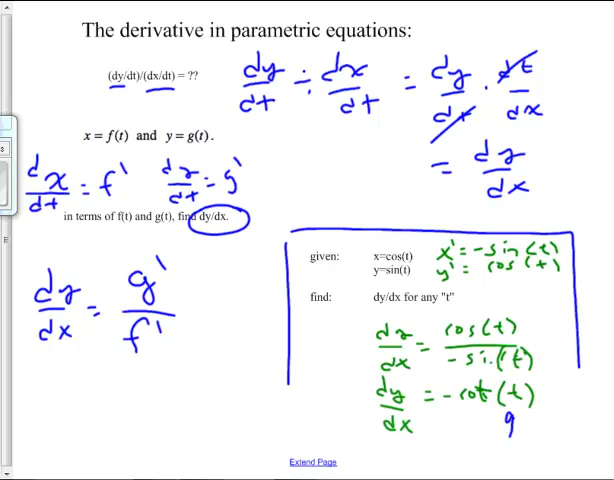 The derivative in parametric equations:
(dy/dt)/(dx/dt) = ??
dy/dt ÷ dx/dt = dy/dt · dt/dx
= dy/dx
x = f(t) and y = g(t).
dx/dt = f' dy/dt = g'
in terms of f(t) and g(t), find dy/dx.
dy/dx = g'/f'
given: x=cos(t) x' = -sin(t)
y=sin(t) y' = cos(t)
find: dy/dx for any "t"
dy/dx = cos(t)/-sin(t)
dy/dx = -cot(t)
9
Extend Page